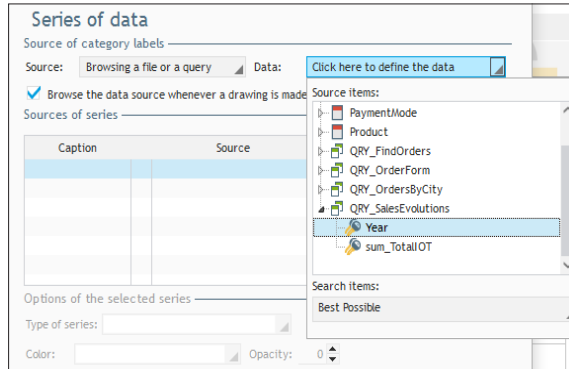 Series of data
Source of category labels
Source: Browsing a file or a query Data: Click here to define the data
Browse the data source whenever a drawing is made
Source items:
PaymentMode
Product
QRY_FindOrders
QRY_OrderForm
QRY_OrdersByCity
QRY_SalesEvolutions
Year
sum_TotalIOT
Search items:
Best Possible
Sources of series
Caption Source
Options of the selected series
Type of series:
Color: Opacity: 0